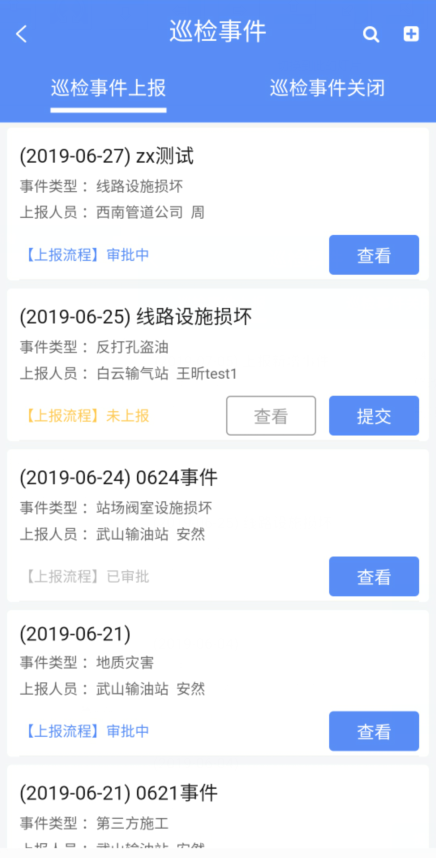 巡检事件
巡检事件上报 巡检事件关闭
(2019-06-27) zx测试
事件类型： 线路设施损坏
上报人员： 西南管道公司 周
【上报流程】审批中 查看
(2019-06-25) 线路设施损坏
事件类型： 反打孔盗油
上报人员： 白云输气站 王昕test1
【上报流程】未上报 查看 提交
(2019-06-24) 0624事件
事件类型： 站场阀室设施损坏
上报人员： 武山输油站 安然
【上报流程】已审批 查看
(2019-06-21)
事件类型： 地质灾害
上报人员： 武山输油站 安然
【上报流程】审批中 查看
(2019-06-21) 0621事件
事件类型： 第三方施工
上报人员： 武山输油站 安然